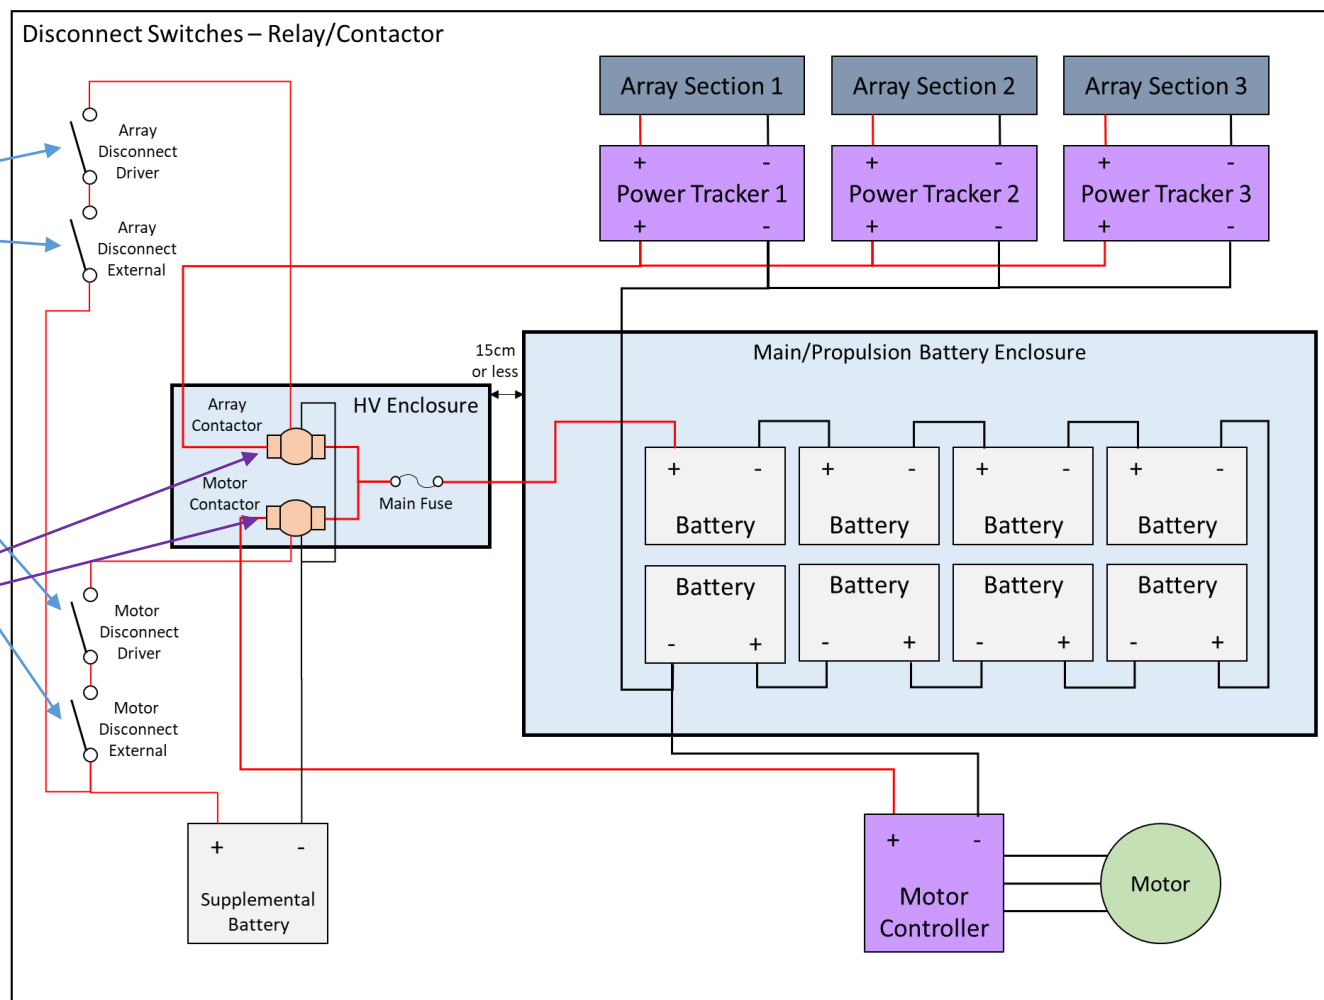 Disconnect Switches – Relay/Contactor
Array Section 1
Array Section 2
Array Section 3
+ -
+ -
+ -
Power Tracker 1
Power Tracker 2
Power Tracker 3
+ -
+ -
+ -
Array
Disconnect
Driver
Array
Disconnect
External
15cm
or less
Main/Propulsion Battery Enclosure
HV Enclosure
Array
Contactor
Motor
Contactor
Main Fuse
+ -
+ -
+ -
+ -
Battery
Battery
Battery
Battery
Battery
Battery
Battery
Battery
- +
- +
- +
- +
Motor
Disconnect
Driver
Motor
Disconnect
External
+ -
Supplemental
Battery
+ -
Motor
Controller
Motor